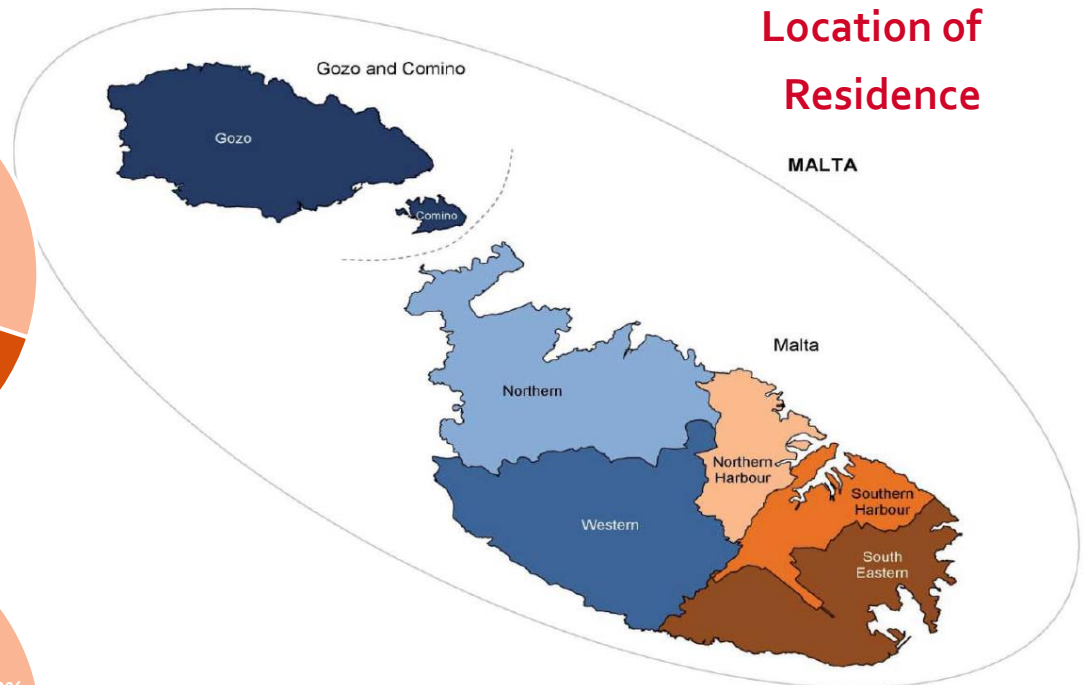 Location of
Residence
Gozo and Comino
MALTA
Gozo
Comino
Malta
Northern
Northern
Harbour
Southern
Harbour
Western
South
Eastern